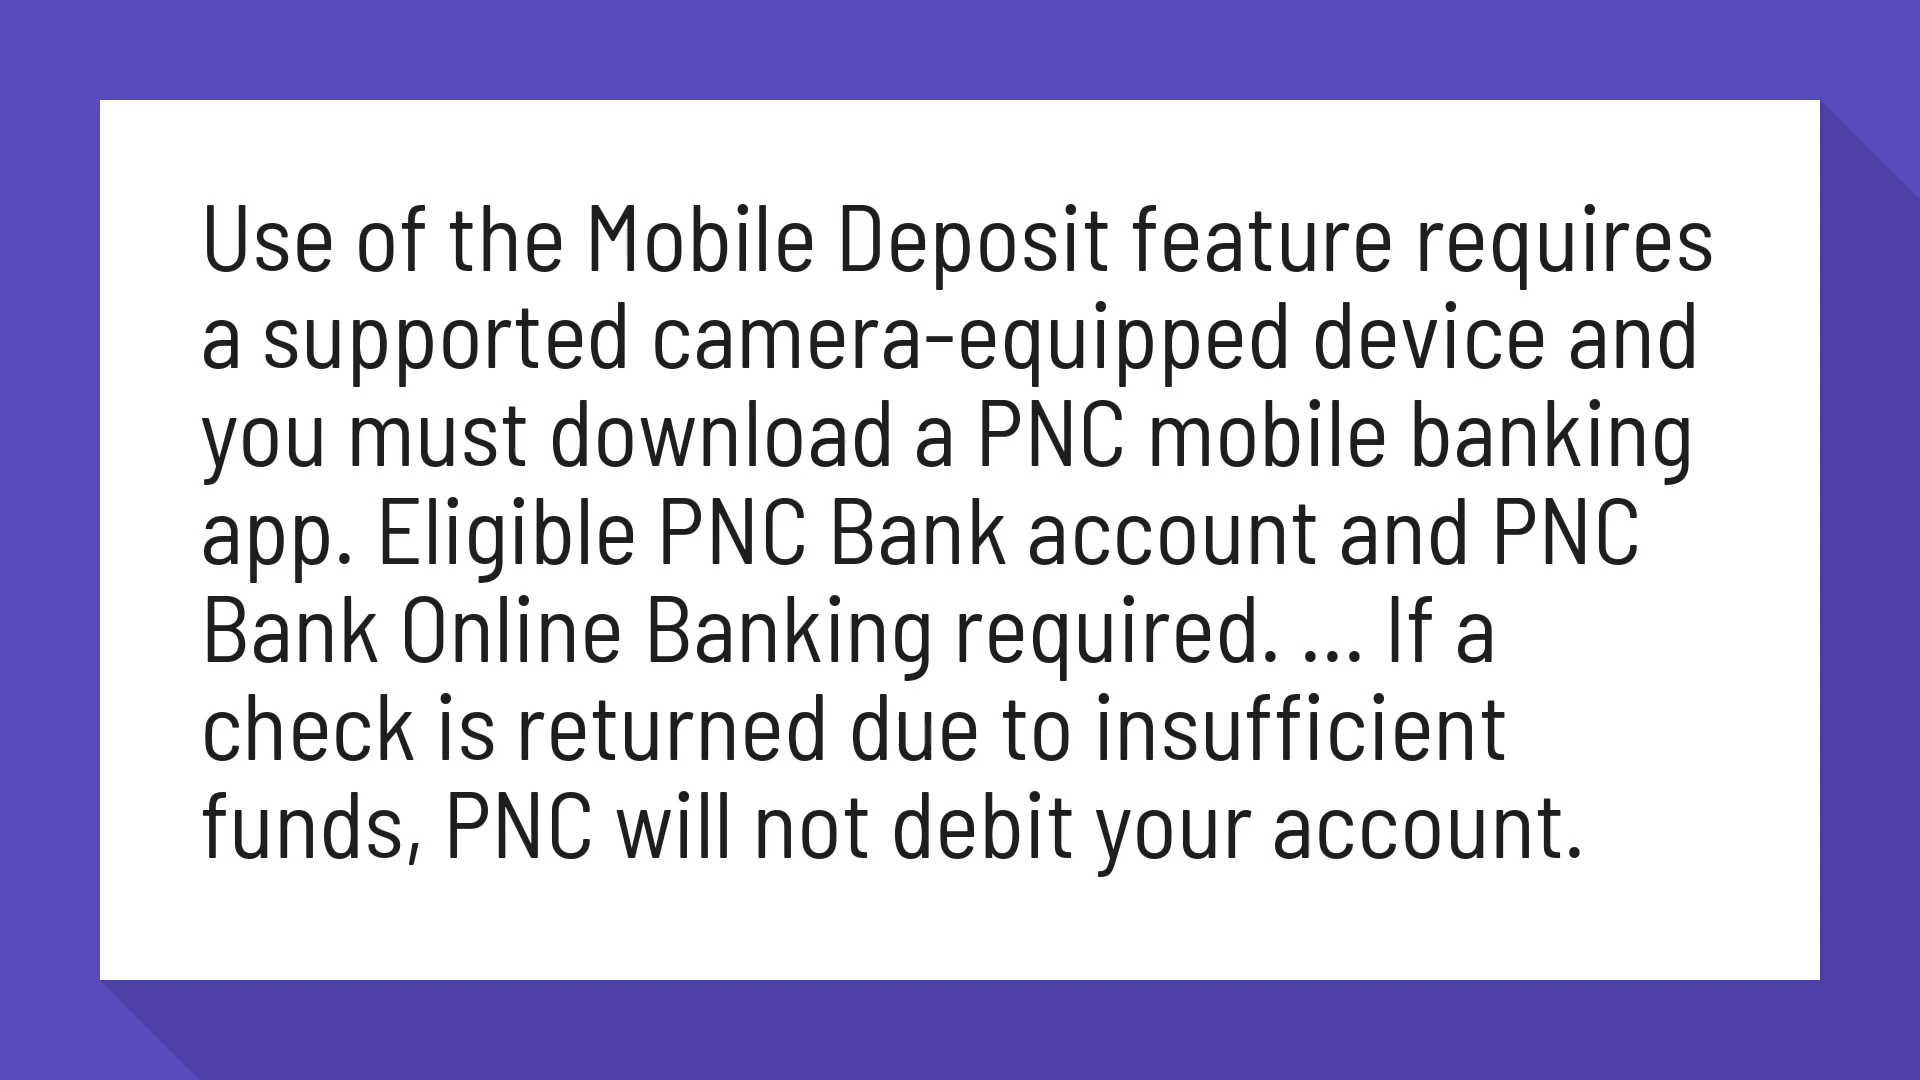 Use of the Mobile Deposit feature requires
a supported camera-equipped device and
you must download a PNC mobile banking
app. Eligible PNC Bank account and PNC
Bank Online Banking required. ... If a
check is returned due to insufficient
funds, PNC will not debit your account.